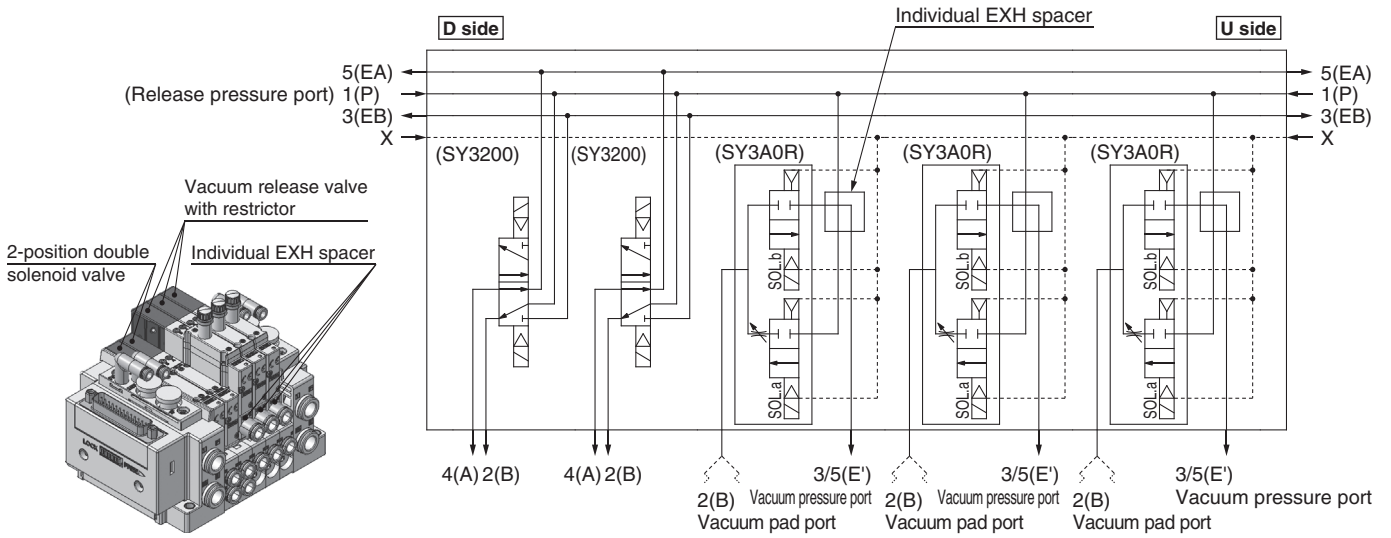 Individual EXH spacer
D side
U side
5(EA)
5(EA)
(Release pressure port) 1(P)
1(P)
3(EB)
3(EB)
X
X
(SY3200)
(SY3200)
(SY3A0R)
(SY3A0R)
(SY3A0R)
Vacuum release valve
with restrictor
2-position double
solenoid valve
Individual EXH spacer
SOL.b
SOL.b
SOL.b
SOL.a
SOL.a
SOL.a
LOCK
4(A) 2(B)
4(A) 2(B)
2(B)
Vacuum pad port
3/5(E')
Vacuum pressure port
2(B)
Vacuum pad port
3/5(E')
Vacuum pressure port
2(B)
Vacuum pad port
3/5(E')
Vacuum pressure port